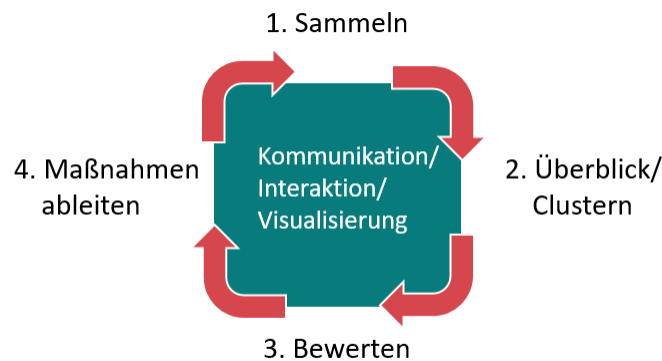 1. Sammeln
Kommunikation/
Interaktion/
Visualisierung
2. Überblick/
Clustern
3. Bewerten
4. Maßnahmen
ableiten